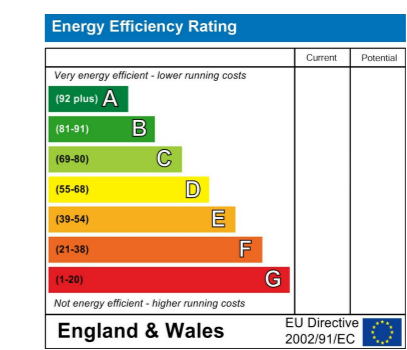 Energy Efficiency Rating
Current Potential
Very energy efficient - lower running costs
(92 plus) A
(81-91) B
(69-80) C
(55-68) D
(39-54) E
(21-38) F
(1-20) G
Not energy efficient - higher running costs
England & Wales
EU Directive
2002/91/EC